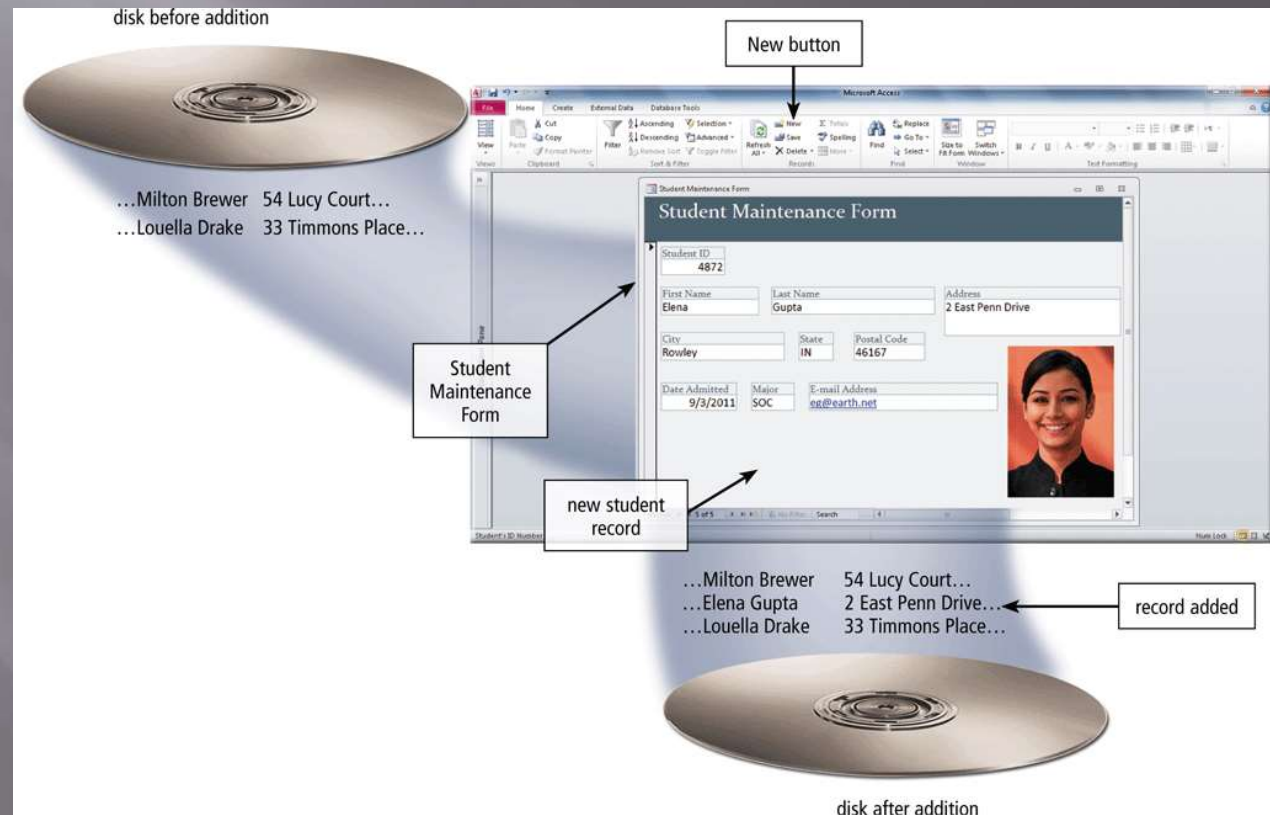 disk before addition
…Milton Brewer 54 Lucy Court…
…Louella Drake 33 Timmons Place…
New button
Microsoft Access
File Home Create External Data Database Tools
View
Paste
Cut
Copy
Format Painter
Filter
Ascending
Descending
Remove Sort
Selection
Advanced
Toggle Filter
Refresh
All
New
Save
Delete
Totals
Spelling
More
Find
Replace
Go To
Select
Size to
Fit Form
Switch
Windows
Views Clipboard Sort & Filter Records Find Window Text Formatting
Student Maintenance Form
Student Maintenance Form
Student ID
4872
First Name Last Name Address
Elena Gupta 2 East Penn Drive
City State Postal Code
Rowley IN 46167
Date Admitted Major E-mail Address
9/3/2011 SOC eg@earth.net
5 of 5 No Filter Search
Student's ID Number
Num Lock
Student
Maintenance
Form
new student
record
…Milton Brewer 54 Lucy Court…
…Elena Gupta 2 East Penn Drive…
…Louella Drake 33 Timmons Place…
record added
disk after addition